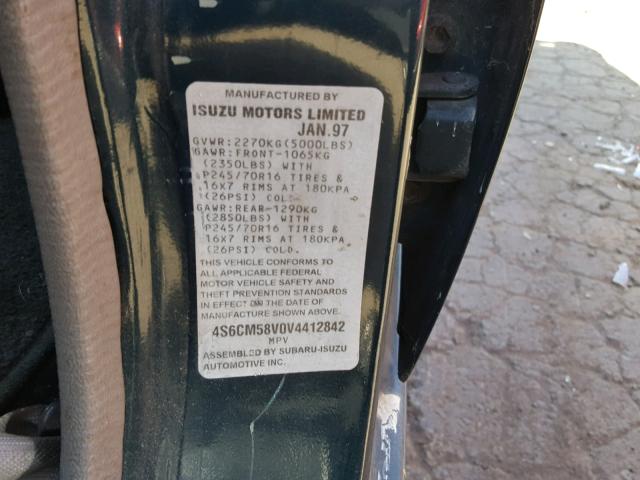 MANUFACTURED BY
ISUZU MOTORS LIMITED
JAN.97
GVWR:2270KG(5000LBS)
GAWR:FRONT-1065KG
(2350LBS) WITH
P245/70R16 TIRES &
16X7 RIMS AT 180KPA
(26PSI) COLD.
GAWR:REAR-1290KG
(2850LBS) WITH
P245/70R16 TIRES &
16X7 RIMS AT 180KPA
(26PSI) COLD.
THIS VEHICLE CONFORMS TO
ALL APPLICABLE FEDERAL
MOTOR VEHICLE SAFETY AND
THEFT PREVENTION STANDARDS
IN EFFECT ON THE DATE OF
MANUFACTURE SHOWN ABOVE.
4S6CM58V0V4412842
MPV
ASSEMBLED BY SUBARU-ISUZU
AUTOMOTIVE INC.